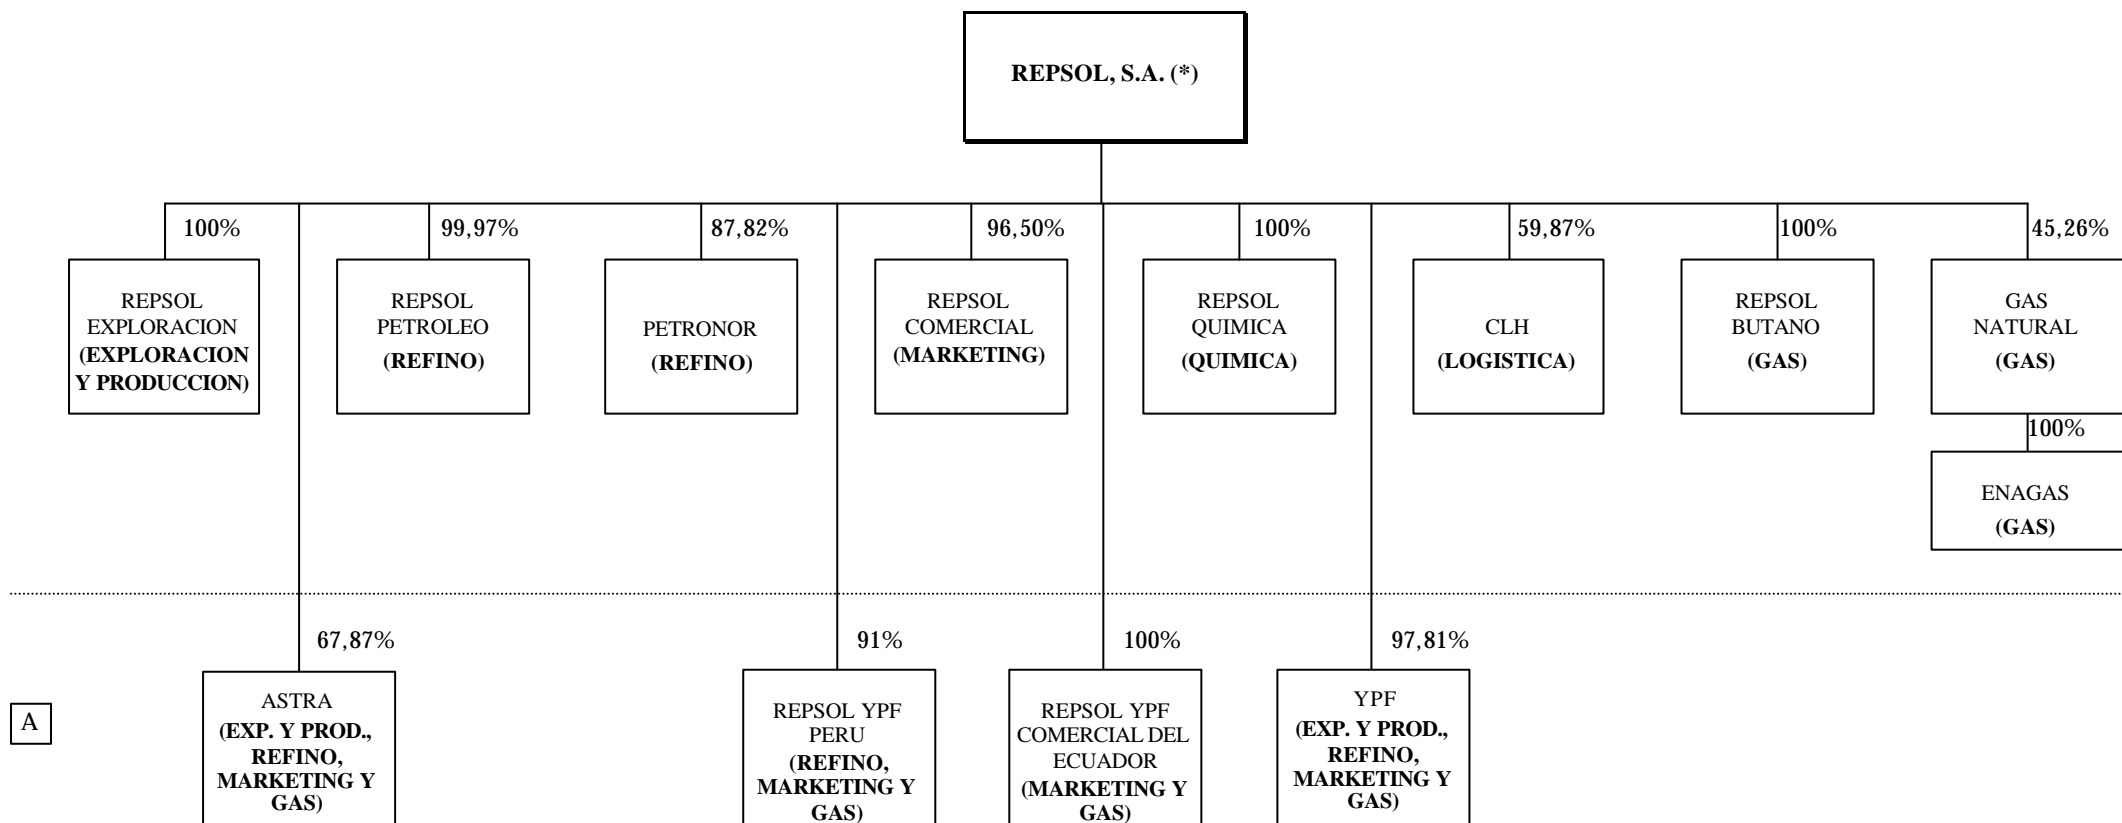 REPSOL, S.A. (*)
100%
99,97%
87,82%
96,50%
100%
59,87%
100%
45,26%
REPSOL
EXPLORACION
(EXPLORACION
Y PRODUCCION)
REPSOL
PETROLEO
(REFINO)
PETRONOR
(REFINO)
REPSOL
COMERCIAL
(MARKETING)
REPSOL
QUIMICA
(QUIMICA)
CLH
(LOGISTICA)
REPSOL
BUTANO
(GAS)
GAS
NATURAL
(GAS)
100%
ENAGAS
(GAS)
67,87%
91%
100%
97,81%
A
ASTRA
(EXP. Y PROD.,
REFINO,
MARKETING Y
GAS)
REPSOL YPF
PERU
(REFINO,
MARKETING Y
GAS)
REPSOL YPF
COMERCIAL DEL
ECUADOR
(MARKETING Y
GAS)
YPF
(EXP. Y PROD.,
REFINO,
MARKETING Y
GAS)